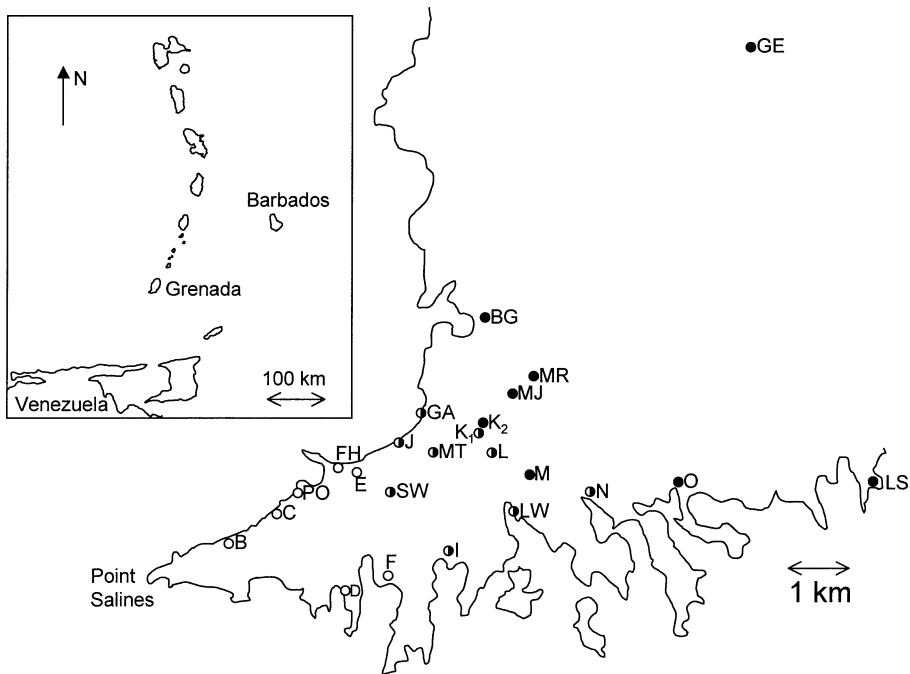 GE
N
Barbados
Grenada
BG
100 km
Venezuela
MR
MJ
GA
K2
K1
J
MT
L
FH
E
M
PO
SW
N
O
LS
C
LW
B
I
F
Point
Salines
D
1 km